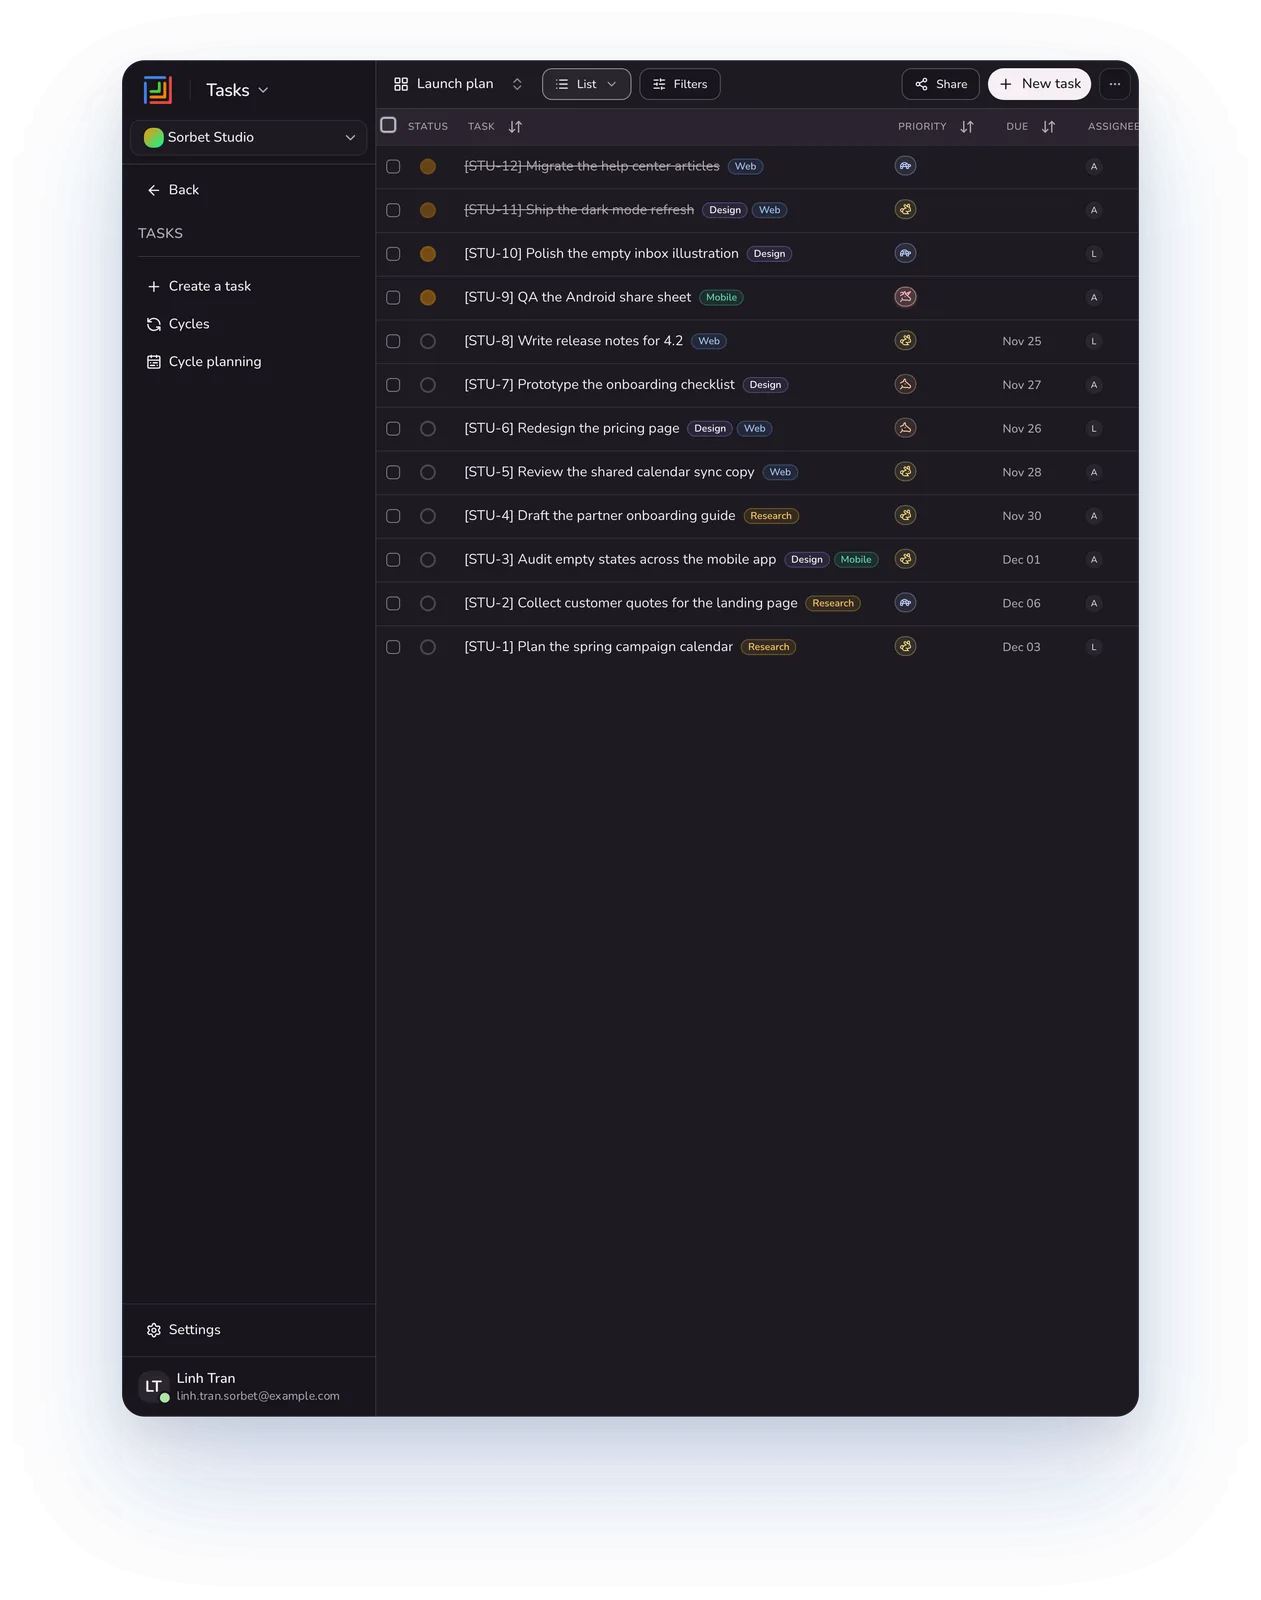 Tasks
Sorbet Studio
Back
TASKS
Create a task
Cycles
Cycle planning
Settings
LT
Linh Tran
linh.tran.sorbet@example.com
Launch plan
List
Filters
Share
New task
STATUS TASK PRIORITY DUE ASSIGNEE
[STU-12] Migrate the help center articles Web A
[STU-11] Ship the dark mode refresh Design Web A
[STU-10] Polish the empty inbox illustration Design L
[STU-9] QA the Android share sheet Mobile A
[STU-8] Write release notes for 4.2 Web Nov 25 L
[STU-7] Prototype the onboarding checklist Design Nov 27 A
[STU-6] Redesign the pricing page Design Web Nov 26 L
[STU-5] Review the shared calendar sync copy Web Nov 28 A
[STU-4] Draft the partner onboarding guide Research Nov 30 A
[STU-3] Audit empty states across the mobile app Design Mobile Dec 01 A
[STU-2] Collect customer quotes for the landing page Research Dec 06 A
[STU-1] Plan the spring campaign calendar Research Dec 03 L